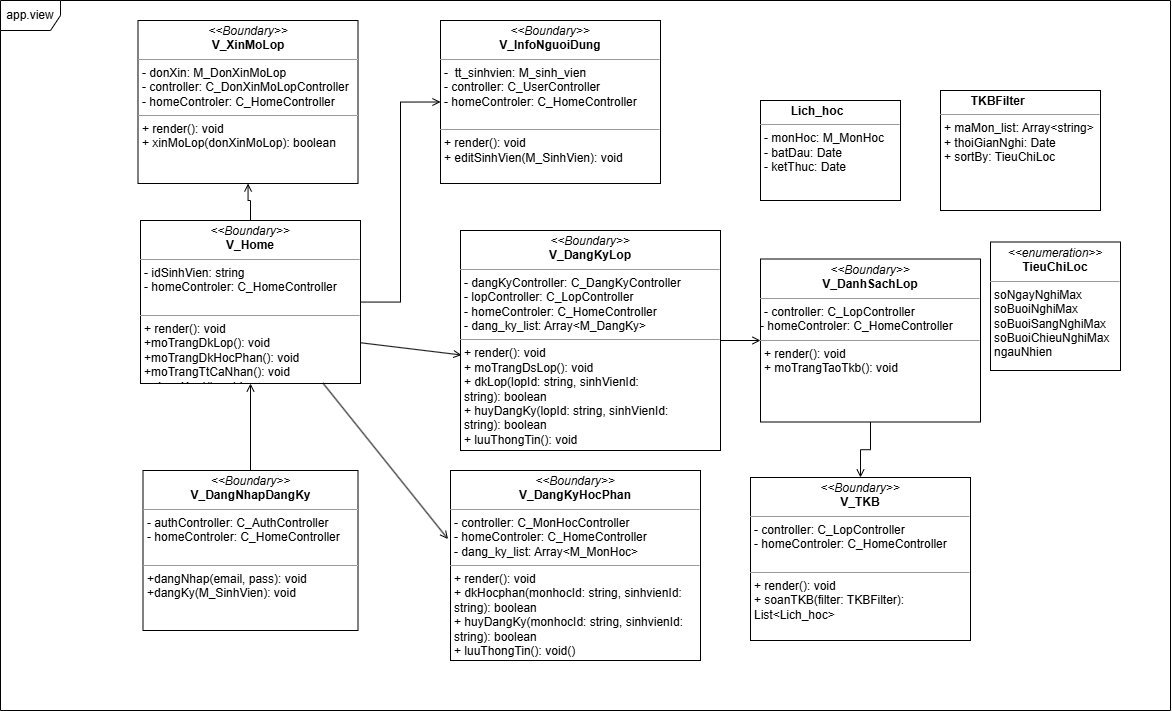 app.view
<<Boundary>>
V_XinMoLop
- donXin: M_DonXinMoLop
- controller: C_DonXinMoLopController
- homeControler: C_HomeController
+ render(): void
+ xinMoLop(donXinMoLop): boolean
<<Boundary>>
V_InfoNguoiDung
- tt_sinhvien: M_sinh_vien
- controller: C_UserController
- homeControler: C_HomeController
+ render(): void
+ editSinhVien(M_SinhVien): void
Lich_hoc
- monHoc: M_MonHoc
- batDau: Date
- ketThuc: Date
TKBFilter
+ maMon_list: Array<string>
+ thoiGianNghi: Date
+ sortBy: TieuChiLoc
<<Boundary>>
V_Home
- idSinhVien: string
- homeControler: C_HomeController
+ render(): void
+moTrangDkLop(): void
+moTrangDkHocPhan(): void
+moTrangTtCaNhan(): void
<<Boundary>>
V_DangKyLop
- dangKyController: C_DangKyController
- lopController: C_LopController
- homeControler: C_HomeController
- dang_ky_list: Array<M_DangKy>
+ render(): void
+ moTrangDsLop(): void
+ dkLop(lopId: string, sinhVienId:
string): boolean
+ huyDangKy(lopId: string, sinhVienId:
string): boolean
+ luuThongTin(): void
<<Boundary>>
V_DanhSachLop
- controller: C_LopController
- homeControler: C_HomeController
+ render(): void
+ moTrangTaoTkb(): void
<<enumeration>>
TieuChiLoc
soNgayNghiMax
soBuoiNghiMax
soBuoiSangNghiMax
soBuoiChieuNghiMax
ngauNhien
<<Boundary>>
V_DangNhapDangKy
- authController: C_AuthController
- homeControler: C_HomeController
+dangNhap(email, pass): void
+dangKy(M_SinhVien): void
<<Boundary>>
V_DangKyHocPhan
- controller: C_MonHocController
- homeControler: C_HomeController
- dang_ky_list: Array<M_MonHoc>
+ render(): void
+ dkHocphan(monhocId: string, sinhvienId:
string): boolean
+ huyDangKy(monhocId: string, sinhvienId:
string): boolean
+ luuThongTin(): void()
<<Boundary>>
V_TKB
- controller: C_LopController
- homeControler: C_HomeController
+ render(): void
+ soanTKB(filter: TKBFilter):
List<Lich_hoc>